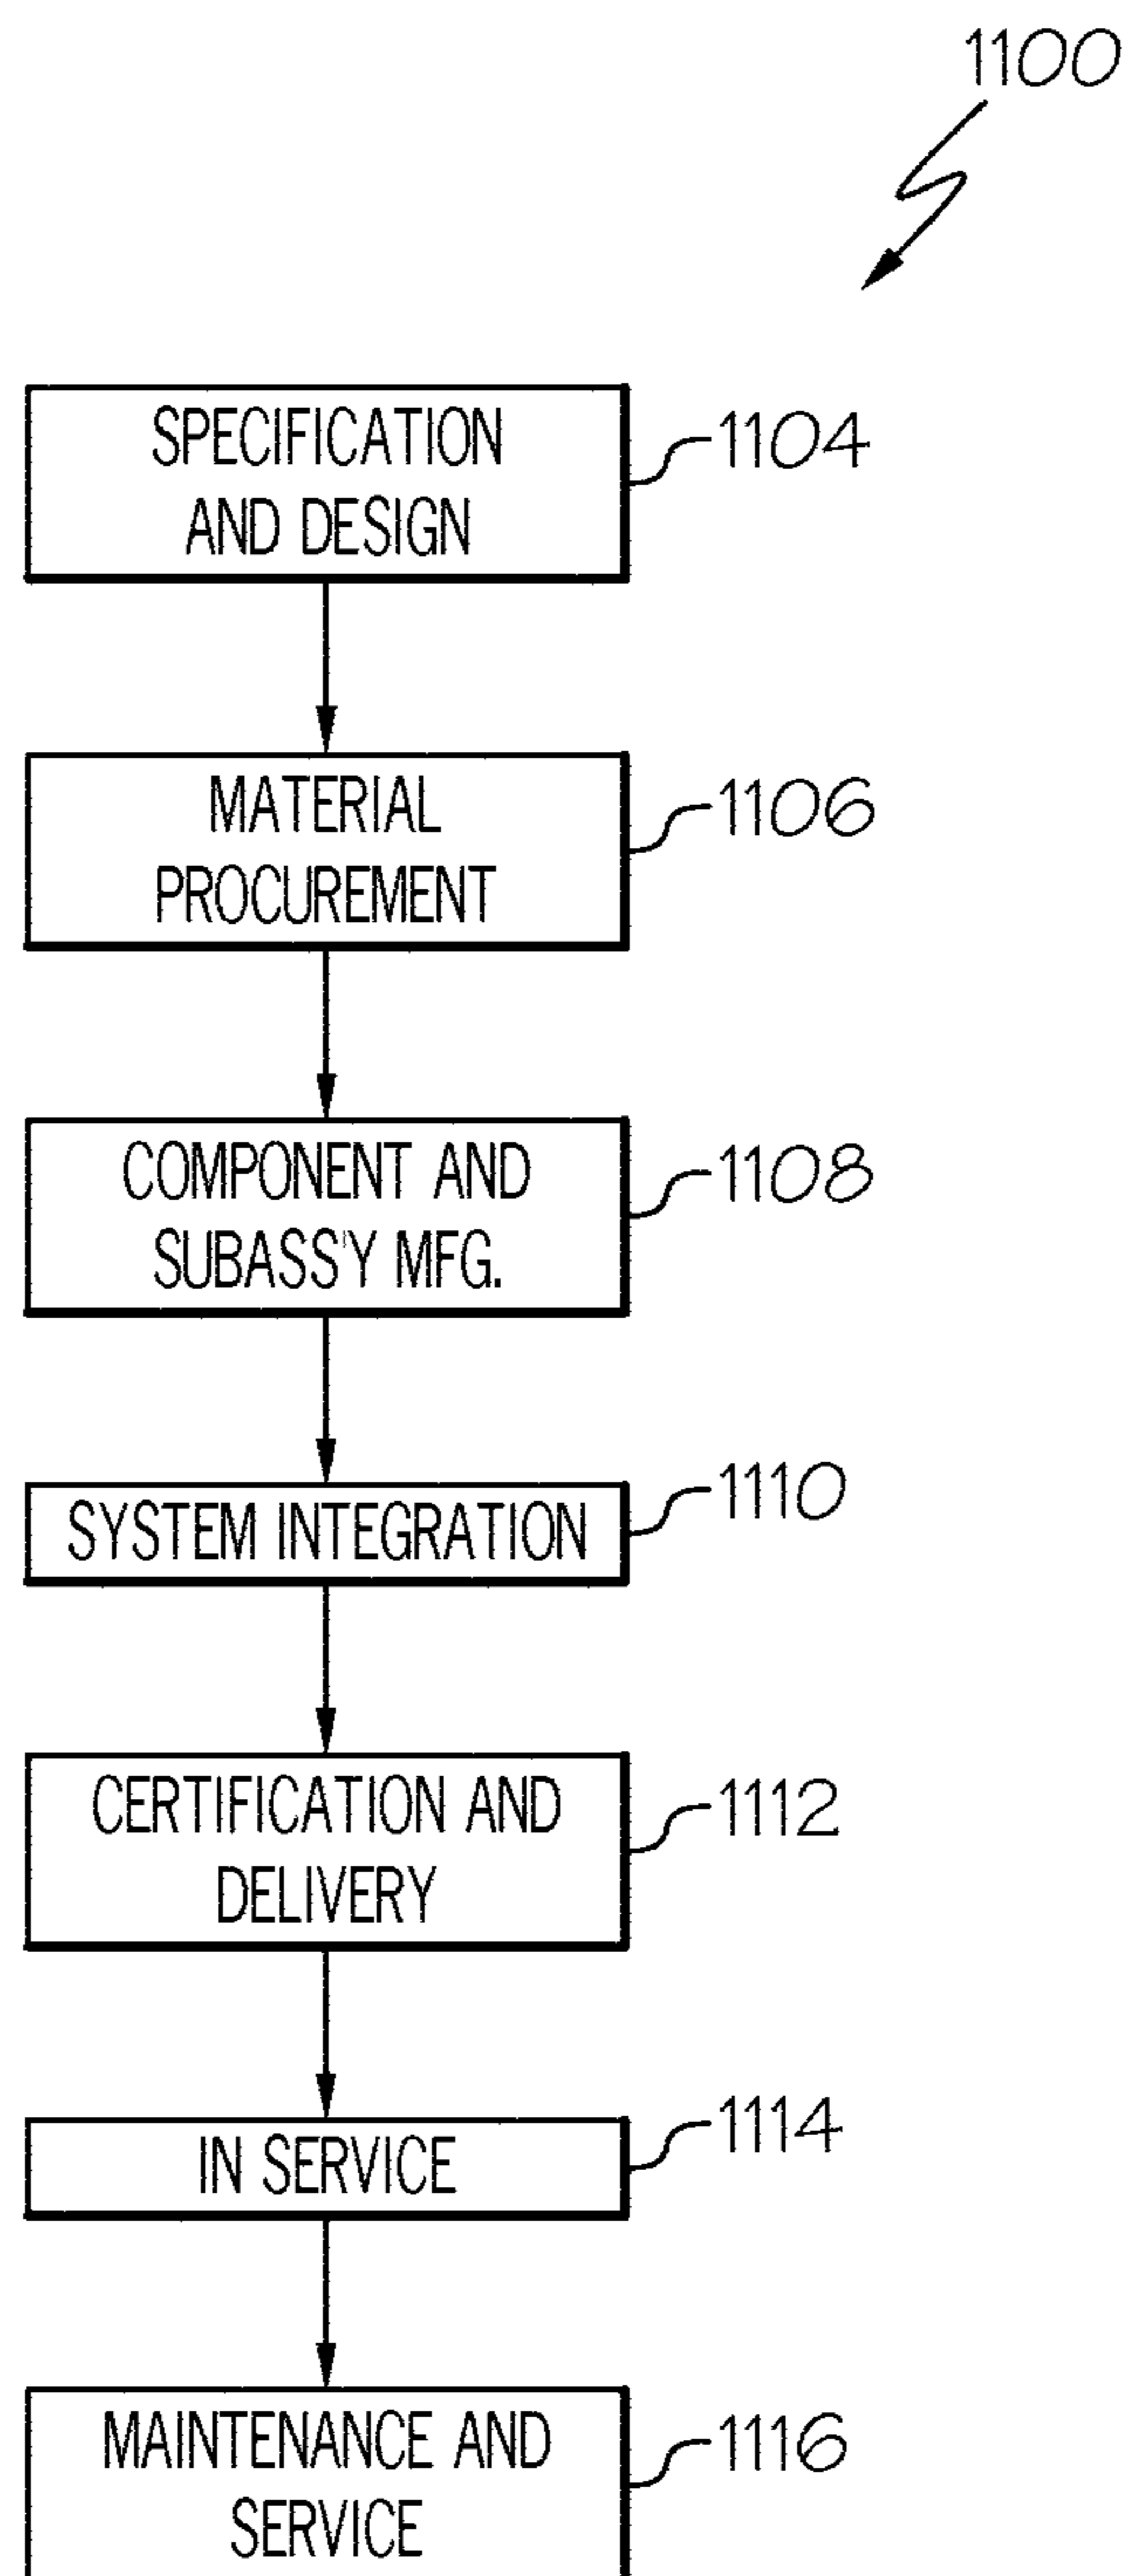 1100
SPECIFICATION
AND DESIGN
1104
MATERIAL
PROCUREMENT
1106
COMPONENT AND
SUBASS'Y MFG.
1108
SYSTEM INTEGRATION
1110
CERTIFICATION AND
DELIVERY
1112
IN SERVICE
1114
MAINTENANCE AND
SERVICE
1116